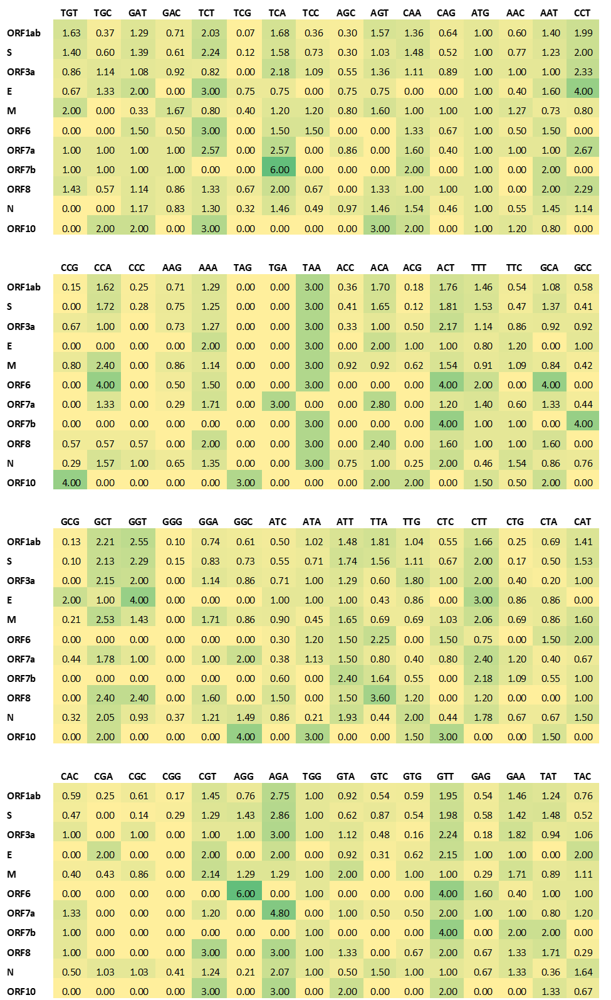 TGT TGC GAT GAC TCT TCG TCA TCC AGC AGT CAA CAG ATG AAC AAT CCT
ORF1ab 1.63 0.37 1.29 0.71 2.03 0.07 1.68 0.36 0.30 1.57 1.36 0.64 1.00 0.60 1.40 1.99
S 1.40 0.60 1.39 0.61 2.24 0.12 1.58 0.73 0.30 1.03 1.48 0.52 1.00 0.77 1.23 2.00
ORF3a 0.86 1.14 1.08 0.92 0.82 0.00 2.18 1.09 0.55 1.36 1.11 0.89 1.00 1.00 1.00 2.33
E 0.67 1.33 2.00 0.00 3.00 0.75 0.75 0.00 0.75 0.75 0.00 0.00 1.00 0.40 1.60 4.00
M 2.00 0.00 0.33 1.67 0.80 0.40 1.20 1.20 0.80 1.60 1.00 1.00 1.00 1.27 0.73 0.80
ORF6 0.00 0.00 1.50 0.50 3.00 0.00 1.50 1.50 0.00 0.00 1.33 0.67 1.00 0.50 1.50 0.00
ORF7a 1.00 1.00 1.00 1.00 2.57 0.00 2.57 0.00 0.86 0.00 1.60 0.40 1.00 1.00 1.00 2.67
ORF7b 1.00 1.00 1.00 1.00 0.00 0.00 6.00 0.00 0.00 0.00 2.00 0.00 1.00 0.00 2.00 0.00
ORF8 1.43 0.57 1.14 0.86 1.33 0.67 2.00 0.67 0.00 1.33 1.00 1.00 1.00 0.00 2.00 2.29
N 0.00 0.00 1.17 0.83 1.30 0.32 1.46 0.49 0.97 1.46 1.54 0.46 1.00 0.55 1.45 1.14
ORF10 0.00 2.00 2.00 0.00 3.00 0.00 0.00 0.00 0.00 3.00 2.00 0.00 1.00 1.20 0.80 0.00
CCG CCA CCC AAG AAA TAG TGA TAA ACC ACA ACG ACT TTT TTC GCA GCC
ORF1ab 0.15 1.62 0.25 0.71 1.29 0.00 0.00 3.00 0.36 1.70 0.18 1.76 1.46 0.54 1.08 0.58
S 0.00 1.72 0.28 0.75 1.25 0.00 0.00 3.00 0.41 1.65 0.12 1.81 1.53 0.47 1.37 0.41
ORF3a 0.67 1.00 0.00 0.73 1.27 0.00 0.00 3.00 0.33 1.00 0.50 2.17 1.14 0.86 0.92 0.92
E 0.00 0.00 0.00 0.00 2.00 0.00 0.00 3.00 0.00 2.00 1.00 1.00 0.80 1.20 0.00 1.00
M 0.80 2.40 0.00 0.86 1.14 0.00 0.00 3.00 0.92 0.92 0.62 1.54 0.91 1.09 0.84 0.42
ORF6 0.00 4.00 0.00 0.50 1.50 0.00 0.00 3.00 0.00 0.00 0.00 4.00 2.00 0.00 4.00 0.00
ORF7a 0.00 1.33 0.00 0.29 1.71 0.00 3.00 0.00 0.00 2.80 0.00 1.20 1.40 0.60 1.33 0.44
ORF7b 0.00 0.00 0.00 0.00 0.00 0.00 0.00 3.00 0.00 0.00 0.00 4.00 1.00 1.00 0.00 4.00
ORF8 0.57 0.57 0.57 0.00 2.00 0.00 0.00 3.00 0.00 2.40 0.00 1.60 1.00 1.00 1.60 0.00
N 0.29 1.57 1.00 0.65 1.35 0.00 0.00 3.00 0.75 1.00 0.25 2.00 0.46 1.54 0.86 0.76
ORF10 4.00 0.00 0.00 0.00 0.00 3.00 0.00 0.00 0.00 2.00 2.00 0.00 1.50 0.50 2.00 0.00
GCG GCT GGT GGG GGA GGC ATC ATA ATT TTA TTG CTC CTT CTG CTA CAT
ORF1ab 0.13 2.21 2.55 0.10 0.74 0.61 0.50 1.02 1.48 1.81 1.04 0.55 1.66 0.25 0.69 1.41
S 0.10 2.13 2.29 0.15 0.83 0.73 0.55 0.71 1.74 1.56 1.11 0.67 2.00 0.17 0.50 1.53
ORF3a 0.00 2.15 2.00 0.00 1.14 0.86 0.71 1.00 1.29 0.60 1.80 1.00 2.00 0.40 0.20 1.00
E 2.00 1.00 4.00 0.00 0.00 0.00 1.00 1.00 1.00 0.43 0.86 0.00 3.00 0.86 0.86 0.00
M 0.21 2.53 1.43 0.00 1.71 0.86 0.90 0.45 1.65 0.69 0.69 1.03 2.06 0.69 0.86 1.60
ORF6 0.00 0.00 0.00 0.00 0.00 0.00 0.30 1.20 1.50 2.25 0.00 1.50 0.75 0.00 1.50 2.00
ORF7a 0.44 1.78 1.00 0.00 1.00 2.00 0.38 1.13 1.50 0.80 0.40 0.80 2.40 1.20 0.40 0.67
ORF7b 0.00 0.00 0.00 0.00 0.00 0.00 0.60 0.00 2.40 1.64 0.55 0.00 2.18 1.09 0.55 1.00
ORF8 0.00 2.40 2.40 0.00 1.60 0.00 1.50 0.00 1.50 3.60 1.20 0.00 1.20 0.00 0.00 1.00
N 0.32 2.05 0.93 0.37 1.21 1.49 0.86 0.21 1.93 0.44 2.00 0.44 1.78 0.67 0.67 1.50
ORF10 0.00 2.00 0.00 0.00 0.00 4.00 0.00 3.00 0.00 0.00 1.50 3.00 0.00 0.00 1.50 0.00
CAC CGA CGC CGG CGT AGG AGA TGG GTA GTC GTG GTT GAG GAA TAT TAC
ORF1ab 0.59 0.25 0.61 0.17 1.45 0.76 2.75 1.00 0.92 0.54 0.59 1.95 0.54 1.46 1.24 0.76
S 0.47 0.00 0.14 0.29 1.29 1.43 2.86 1.00 0.62 0.87 0.54 1.98 0.58 1.42 1.48 0.52
ORF3a 1.00 0.00 1.00 0.00 1.00 1.00 3.00 1.00 1.12 0.48 0.16 2.24 0.18 1.82 0.94 1.06
E 0.00 2.00 0.00 0.00 2.00 0.00 2.00 0.00 0.92 0.31 0.62 2.15 1.00 1.00 0.00 2.00
M 0.40 0.43 0.86 0.00 2.14 1.29 1.29 1.00 2.00 0.00 1.00 1.00 0.29 1.71 0.89 1.11
ORF6 0.00 0.00 0.00 0.00 0.00 6.00 0.00 1.00 0.00 0.00 0.00 4.00 1.60 0.40 1.00 1.00
ORF7a 1.33 0.00 0.00 0.00 1.20 0.00 4.80 0.00 1.00 0.50 0.50 2.00 1.00 1.00 0.80 1.20
ORF7b 1.00 0.00 0.00 0.00 0.00 0.00 0.00 1.00 0.00 0.00 0.00 4.00 0.00 2.00 2.00 0.00
ORF8 1.00 0.00 0.00 0.00 3.00 0.00 3.00 1.00 1.33 0.00 0.67 2.00 0.67 1.33 1.71 0.29
N 0.50 1.03 1.03 0.41 1.24 0.21 2.07 1.00 0.50 1.50 1.00 1.00 0.67 1.33 0.36 1.64
ORF10 0.00 0.00 0.00 0.00 3.00 0.00 3.00 0.00 2.00 0.00 0.00 2.00 0.00 0.00 1.33 0.67